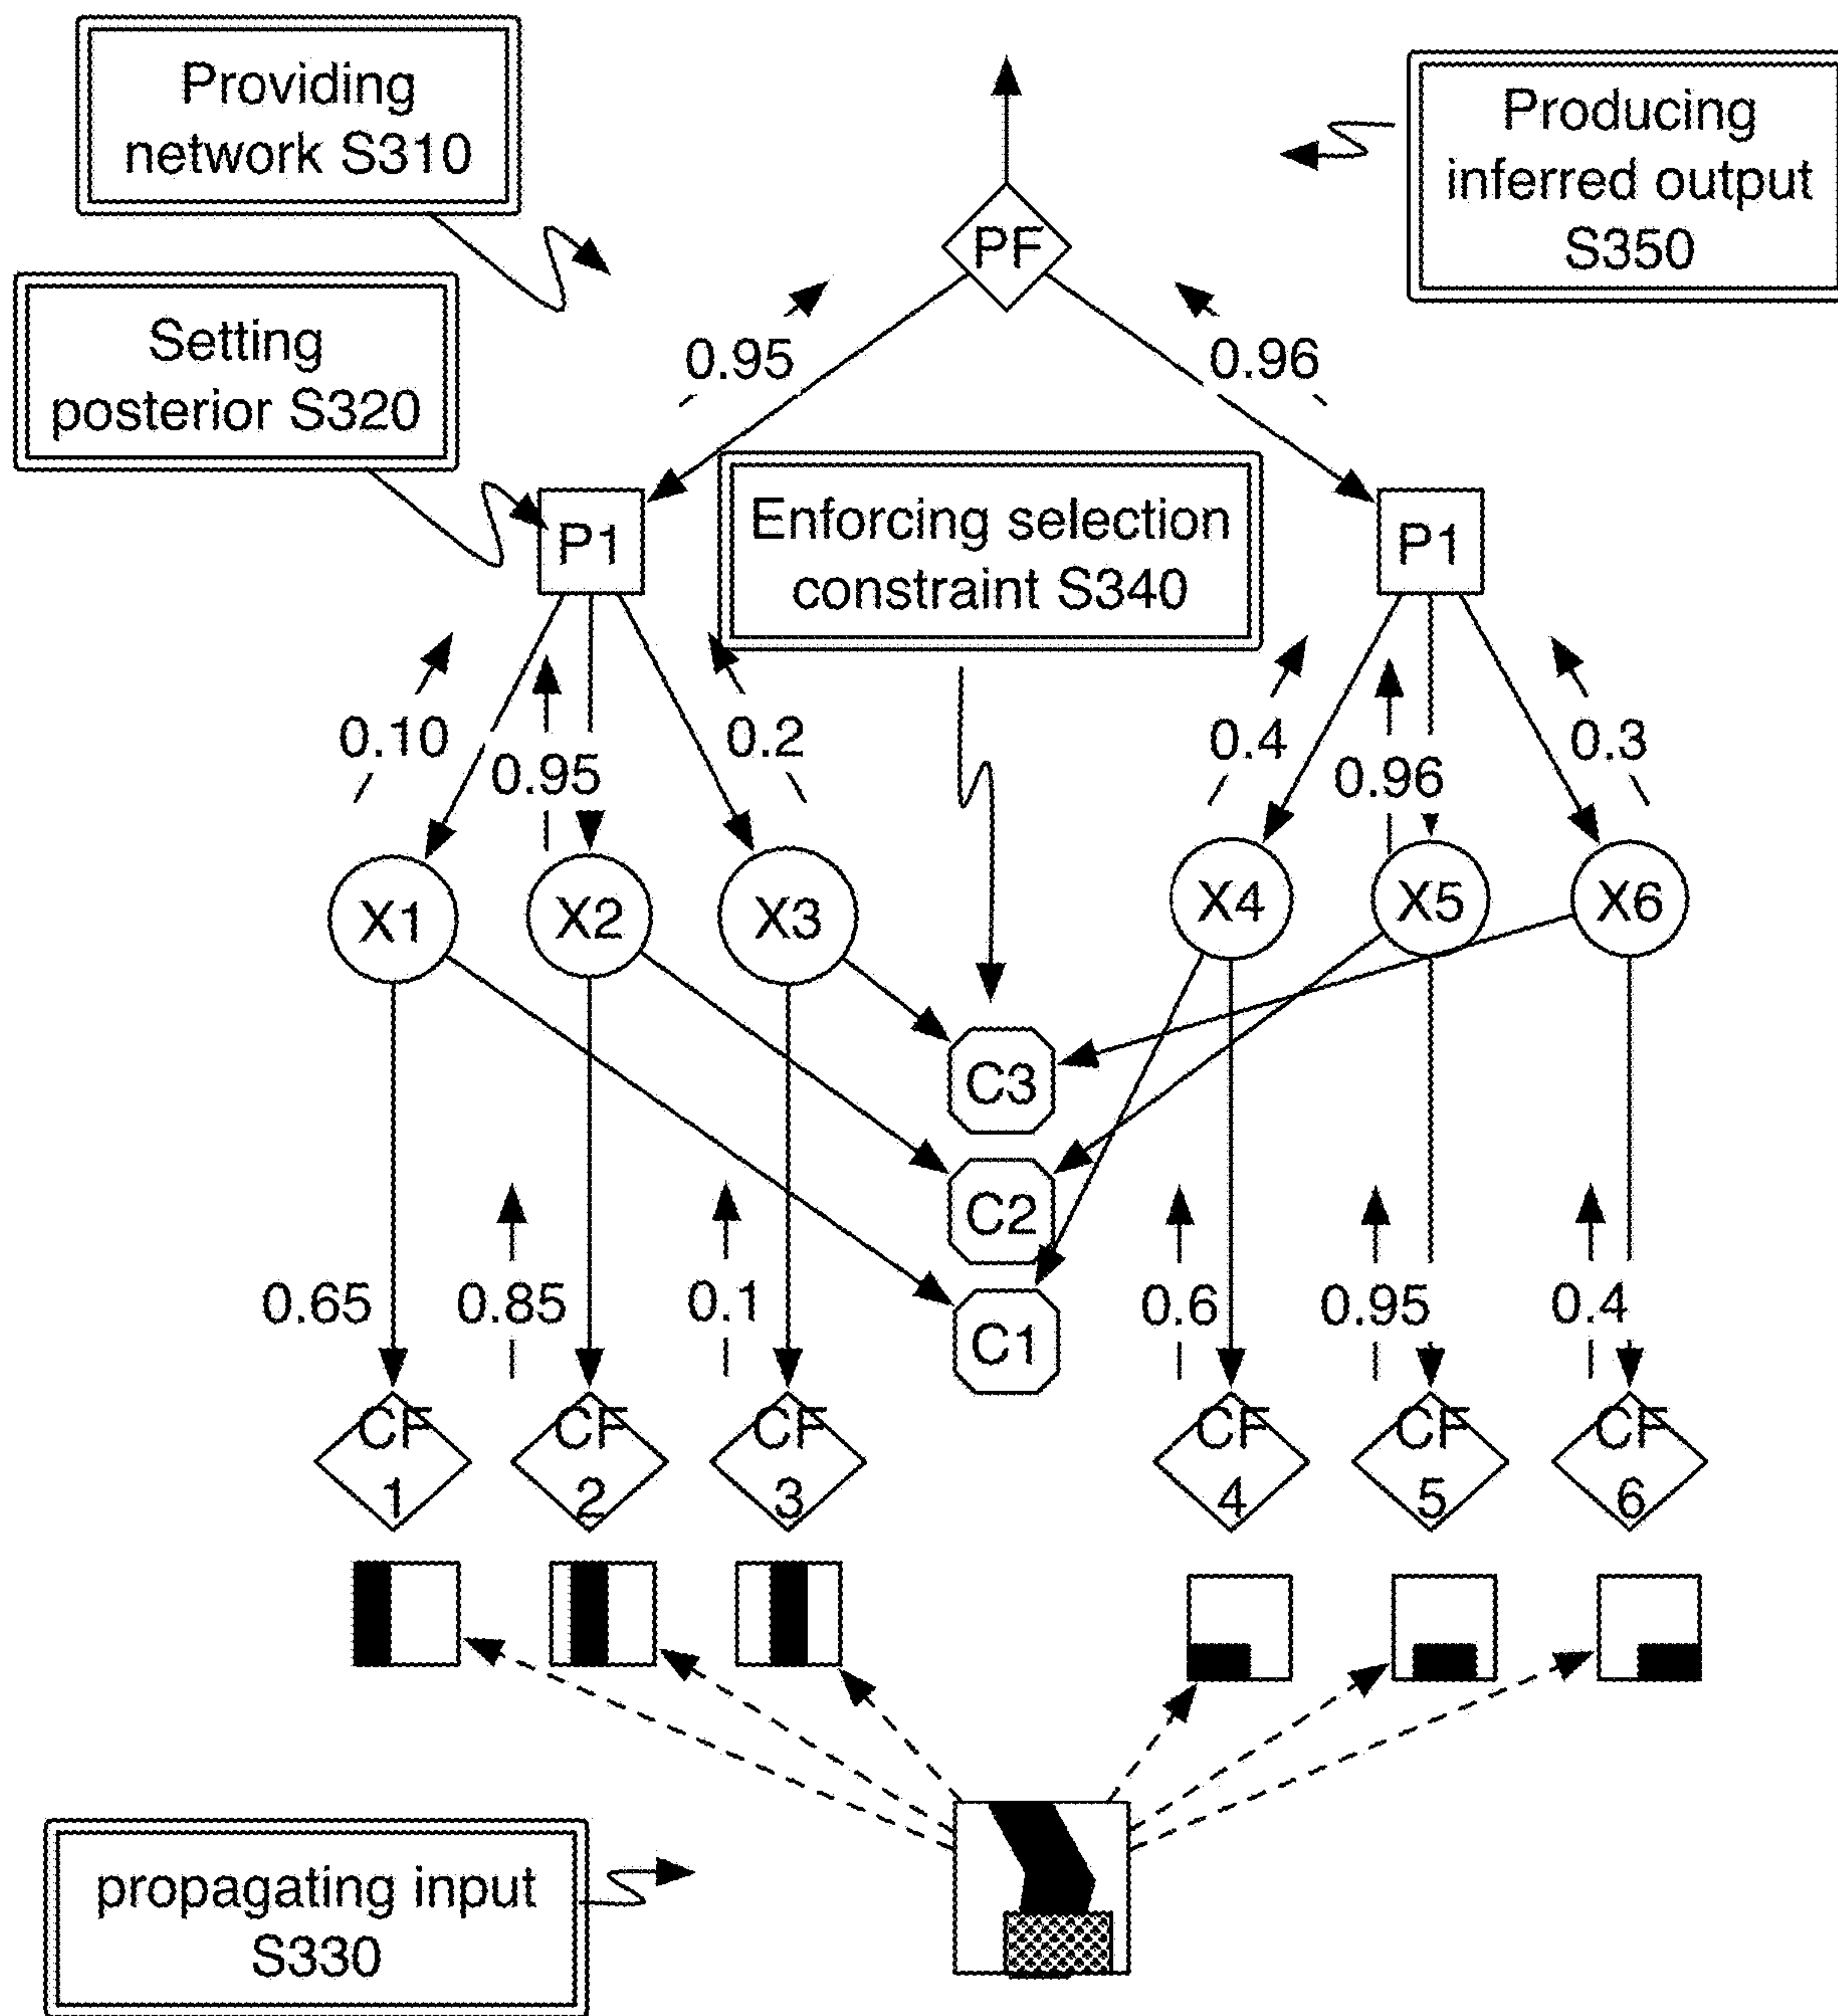 Providing
network S310
Producing
inferred output
S350
PF
Setting
posterior S320
0.95
0.96
P1
Enforcing selection
constraint S340
P1
0.10
0.95
0.2
0.4
0.96
0.3
X1
X2
X3
X4
X5
X6
C3
C2
C1
0.65
0.85
0.1
0.6
0.95
0.4
CF
1
CF
2
CF
3
CF
4
CF
5
CF
6
propagating input
S330